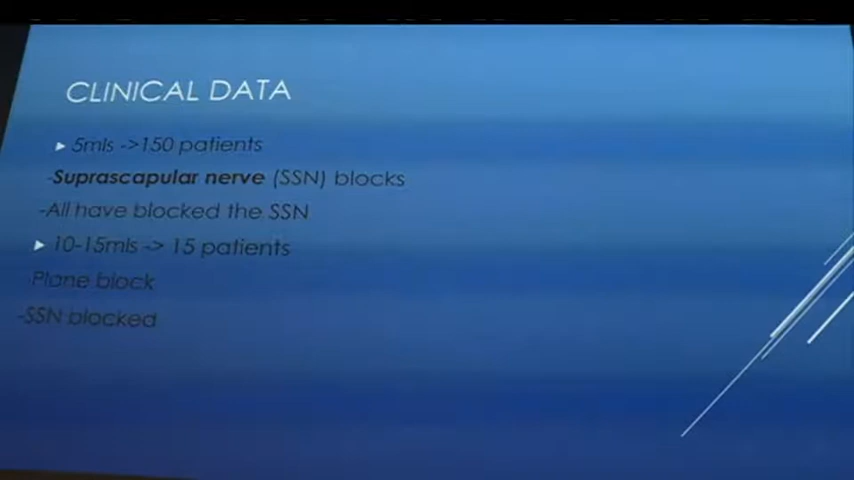 CLINICAL DATA
5mls ->150 patients
-Suprascapular nerve (SSN) blocks
-All have blocked the SSN
10-15mls -> 15 patients
-Plane block
-SSN blocked